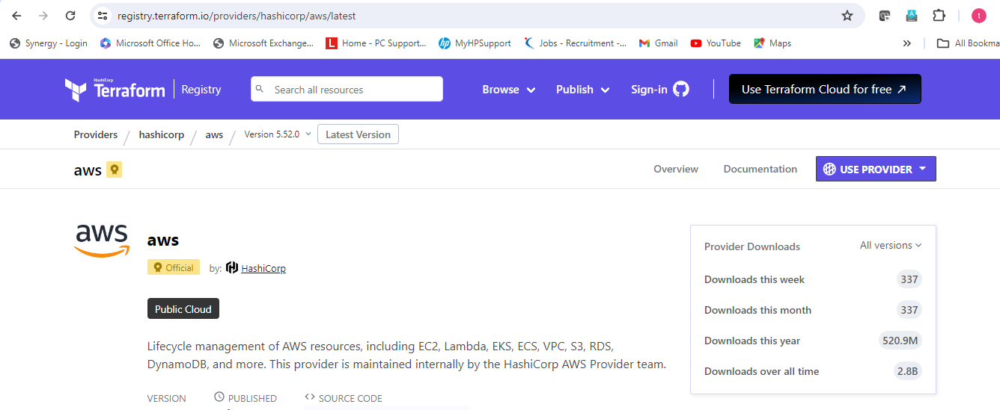 registry.terraform.io/providers/hashicorp/aws/latest
t
Synergy - Login Microsoft Office Ho... Microsoft Exchange... L Home - PC Support... hp MyHPSupport Jobs - Recruitment -... Gmail YouTube Maps » All Bookma
HashiCorp
Terraform Registry Search all resources Browse Publish Sign-in Use Terraform Cloud for free ↗
Providers / hashicorp / aws / Version 5.52.0 Latest Version
aws Overview Documentation USE PROVIDER
aws
aws
Official by: HashiCorp
Public Cloud
Lifecycle management of AWS resources, including EC2, Lambda, EKS, ECS, VPC, S3, RDS,
DynamoDB, and more. This provider is maintained internally by the HashiCorp AWS Provider team.
VERSION PUBLISHED <> SOURCE CODE
Provider Downloads All versions
Downloads this week 337
Downloads this month 337
Downloads this year 520.9M
Downloads over all time 2.8B